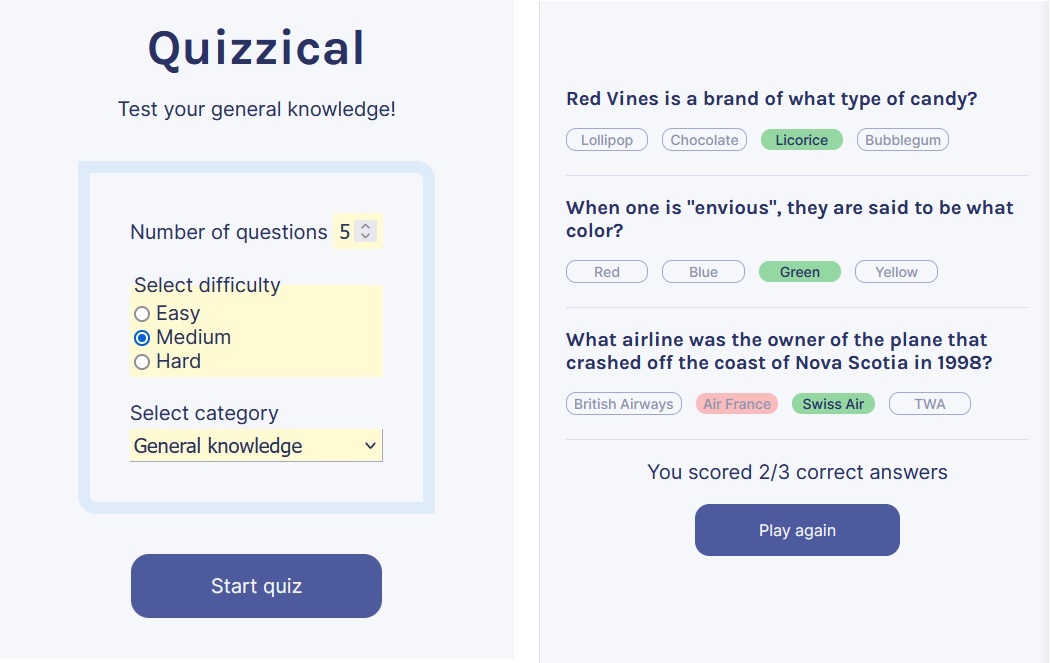 Quizzical
Test your general knowledge!
Number of questions 5
Select difficulty
Easy
Medium
Hard
Select category
General knowledge
Start quiz
Red Vines is a brand of what type of candy?
Lollipop Chocolate Licorice Bubblegum
When one is "envious", they are said to be what
color?
Red Blue Green Yellow
What airline was the owner of the plane that
crashed off the coast of Nova Scotia in 1998?
British Airways Air France Swiss Air TWA
You scored 2/3 correct answers
Play again